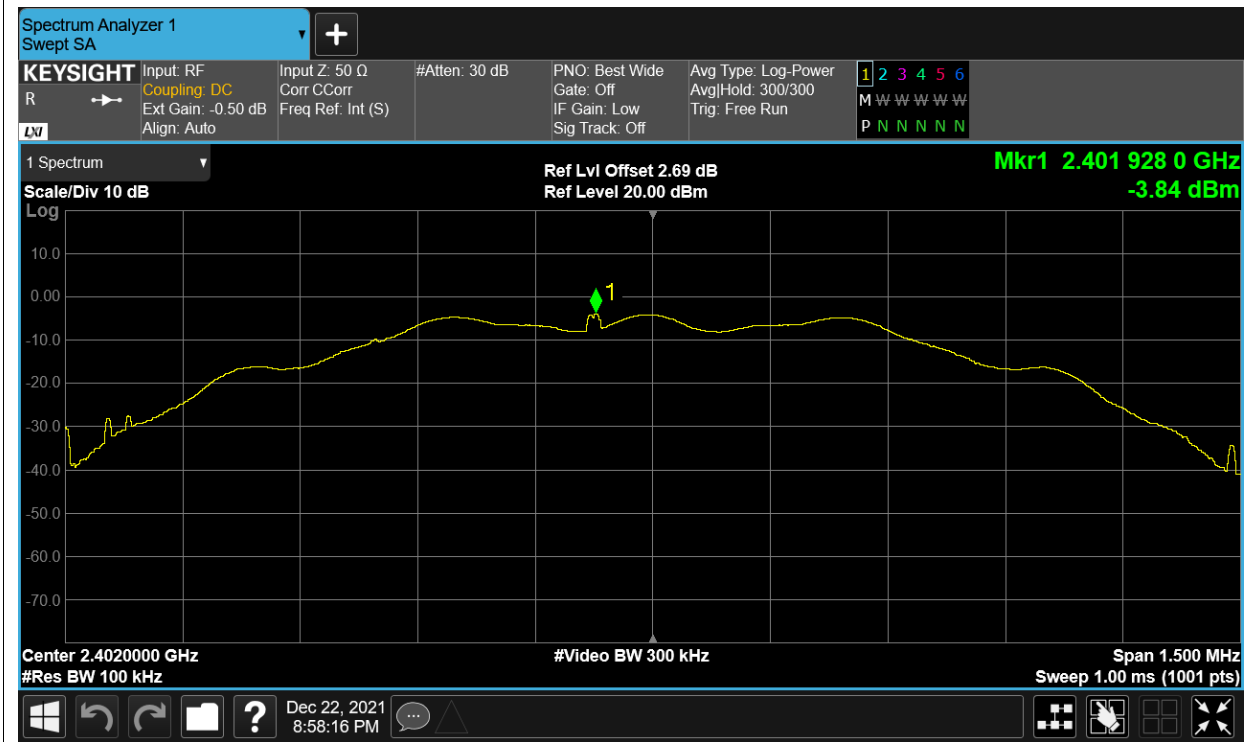 Spectrum Analyzer 1
Swept SA
+
KEYSIGHT
R
LXI
Input: RF
Coupling: DC
Ext Gain: -0.50 dB
Align: Auto
Input Z: 50 Ω
Corr CCorr
Freq Ref: Int (S)
#Atten: 30 dB
PNO: Best Wide
Gate: Off
IF Gain: Low
Sig Track: Off
Avg Type: Log-Power
Avg|Hold: 300/300
Trig: Free Run
1 2 3 4 5 6
M W W W W W
P N N N N N
1 Spectrum
Scale/Div 10 dB
Ref Lvl Offset 2.69 dB
Ref Level 20.00 dBm
Mkr1 2.401 928 0 GHz
-3.84 dBm
Log
10.0
0.00
1
-10.0
-20.0
-30.0
-40.0
-50.0
-60.0
-70.0
Center 2.4020000 GHz
#Video BW 300 kHz
Span 1.500 MHz
#Res BW 100 kHz
Sweep 1.00 ms (1001 pts)
?
Dec 22, 2021
8:58:16 PM